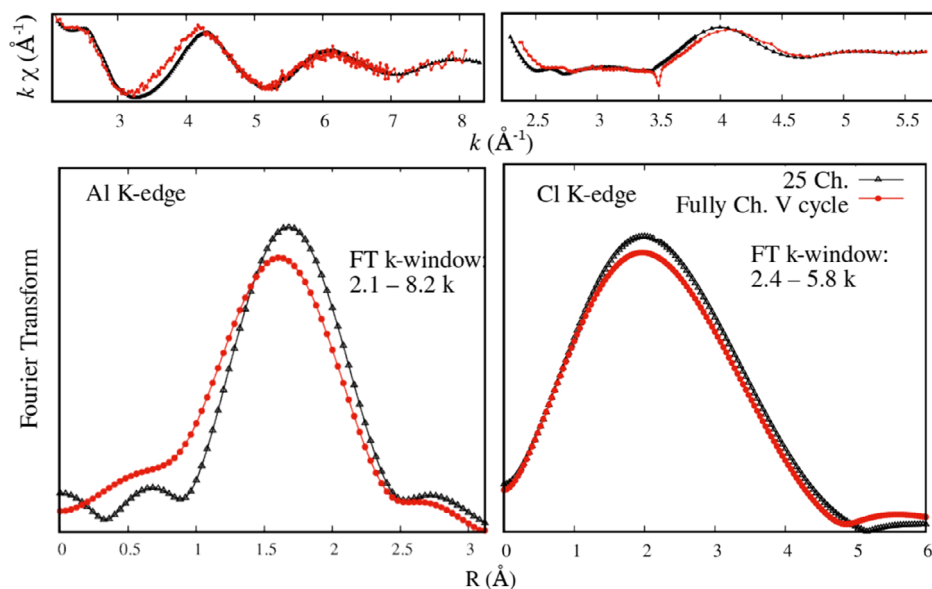 k χ (Å-1)
3 4 5 6 7 8
2.5 3 3.5 4 4.5 5 5.5
k (Å-1)
Al K-edge
FT k-window:
2.1 – 8.2 k
Cl K-edge
25 Ch.
Fully Ch. V cycle
FT k-window:
2.4 – 5.8 k
Fourier Transform
0 0.5 1 1.5 2 2.5 3
0 1 2 3 4 5 6
R (Å)